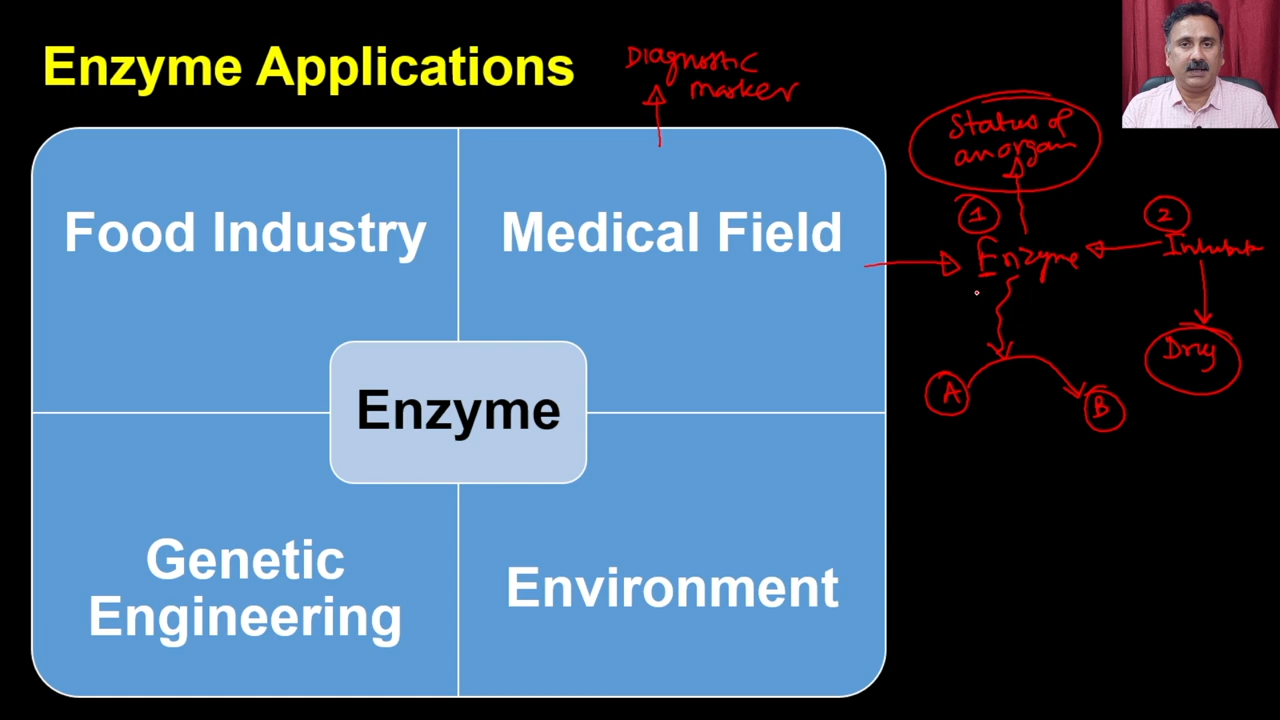 Enzyme Applications
Diagnostic
marker
Food Industry
Medical Field
Enzyme
Genetic
Engineering
Environment
Status of
an organ
1
2
Enzyme
Drug
A
B